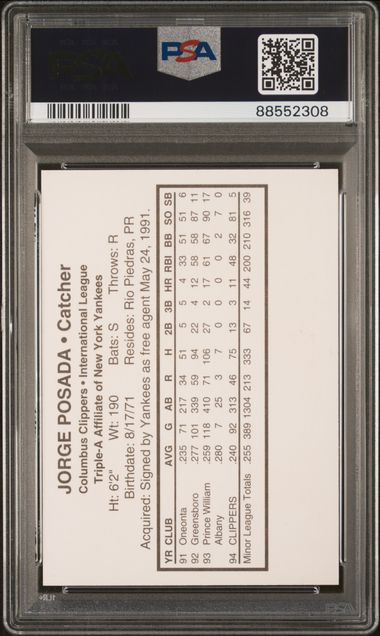 PSA
PSA
88552308
JORGE POSADA • Catcher
Columbus Clippers • International League
Triple-A Affiliate of New York Yankees
Ht: 6'2" Wt: 190 Bats: S Throws: R
Birthdate: 8/17/71 Resides: Rio Piedras, PR
Acquired: Signed by Yankees as free agent May 24, 1991.
YR CLUB AVG G AB R H 2B 3B HR RBI BB SO SB
91 Oneonta .235 71 217 34 51 5 5 4 33 51 51 6
92 Greensboro .277 101 339 59 94 22 4 12 58 58 87 11
93 Prince William .259 118 410 71 106 27 2 17 61 67 90 17
Albany .280 7 25 3 7 0 0 0 0 2 7 0
94 CLIPPERS .240 92 313 46 75 13 3 11 48 32 81 5
Minor League Totals .255 389 1304 213 333 67 14 44 200 210 316 39
PSA